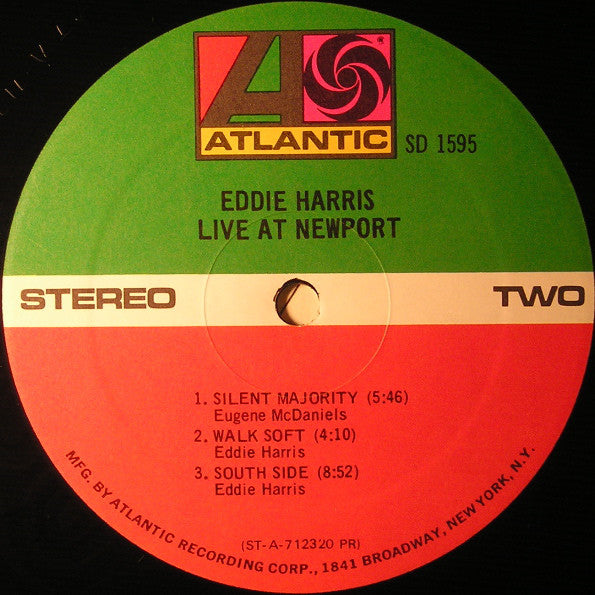 ATLANTIC
SD 1595
EDDIE HARRIS
LIVE AT NEWPORT
STEREO
TWO
1. SILENT MAJORITY (5:46)
Eugene McDaniels
2. WALK SOFT (4:10)
Eddie Harris
3. SOUTH SIDE (8:52)
Eddie Harris
(ST-A-712320 PR)
MFG. BY ATLANTIC RECORDING CORP., 1841 BROADWAY, NEW YORK, N.Y.